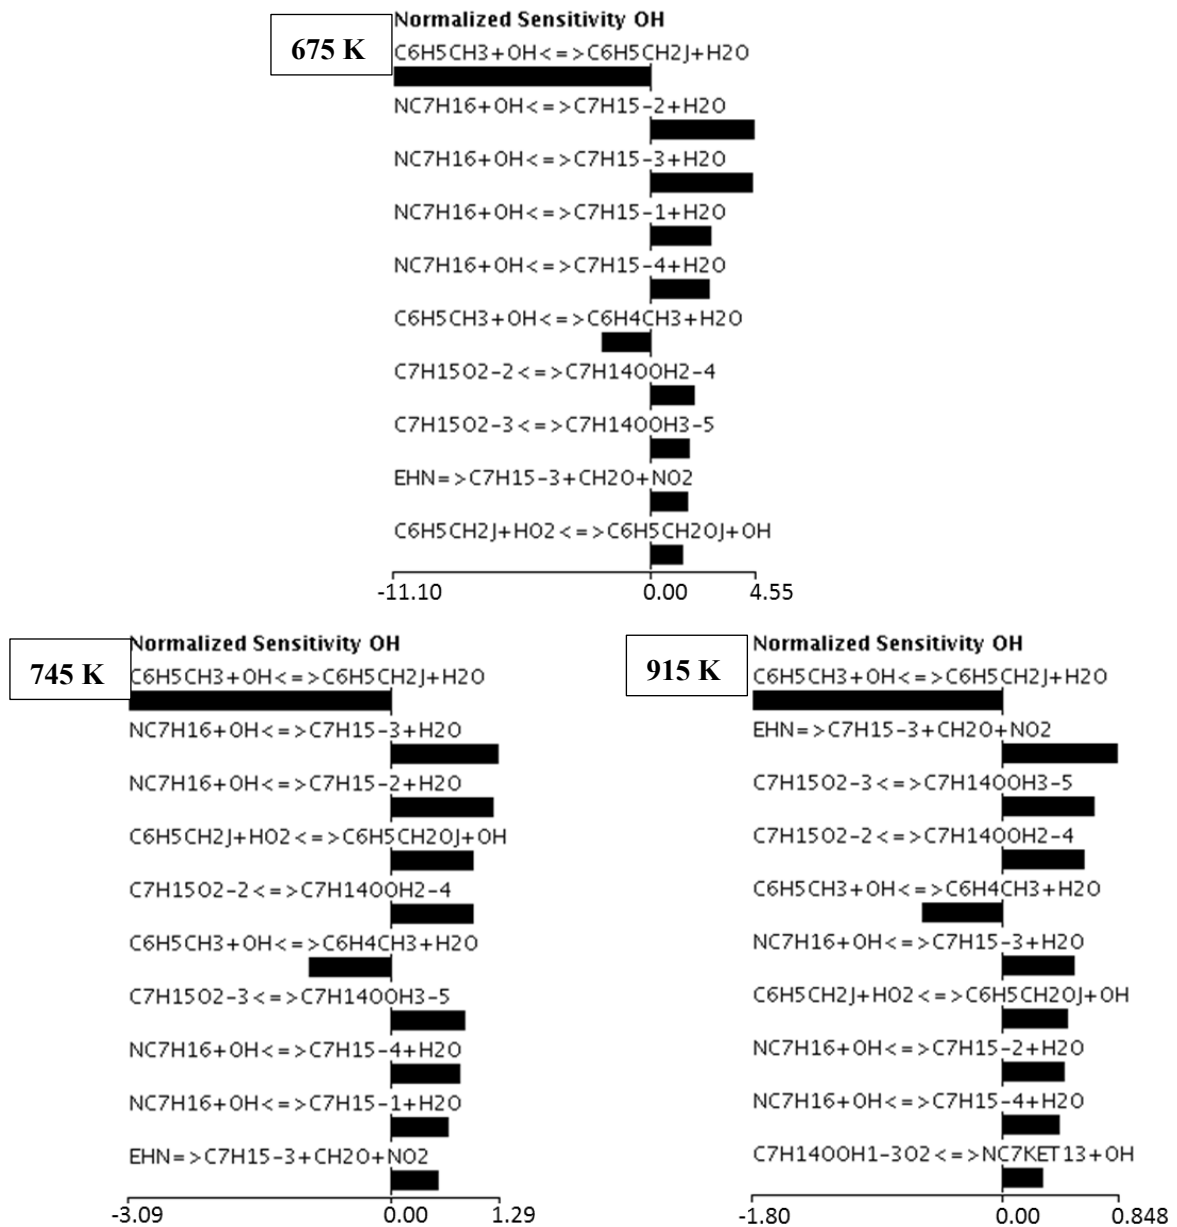 Normalized Sensitivity OH
675 K
C6H5CH3+OH<=>C6H5CH2J+H2O
NC7H16+OH<=>C7H15-2+H2O
NC7H16+OH<=>C7H15-3+H2O
NC7H16+OH<=>C7H15-1+H2O
NC7H16+OH<=>C7H15-4+H2O
C6H5CH3+OH<=>C6H4CH3+H2O
C7H15O2-2<=>C7H14OOH2-4
C7H15O2-3<=>C7H14OOH3-5
EHN=>C7H15-3+CH2O+NO2
C6H5CH2J+HO2<=>C6H5CH2OJ+OH
-11.10 0.00 4.55
Normalized Sensitivity OH
745 K
C6H5CH3+OH<=>C6H5CH2J+H2O
NC7H16+OH<=>C7H15-3+H2O
NC7H16+OH<=>C7H15-2+H2O
C6H5CH2J+HO2<=>C6H5CH2OJ+OH
C7H15O2-2<=>C7H14OOH2-4
C6H5CH3+OH<=>C6H4CH3+H2O
C7H15O2-3<=>C7H14OOH3-5
NC7H16+OH<=>C7H15-4+H2O
NC7H16+OH<=>C7H15-1+H2O
EHN=>C7H15-3+CH2O+NO2
-3.09 0.00 1.29
Normalized Sensitivity OH
915 K
C6H5CH3+OH<=>C6H5CH2J+H2O
EHN=>C7H15-3+CH2O+NO2
C7H15O2-3<=>C7H14OOH3-5
C7H15O2-2<=>C7H14OOH2-4
C6H5CH3+OH<=>C6H4CH3+H2O
NC7H16+OH<=>C7H15-3+H2O
C6H5CH2J+HO2<=>C6H5CH2OJ+OH
NC7H16+OH<=>C7H15-2+H2O
NC7H16+OH<=>C7H15-4+H2O
C7H14OOH1-3O2<=>NC7KET13+OH
-1.80 0.00 0.848